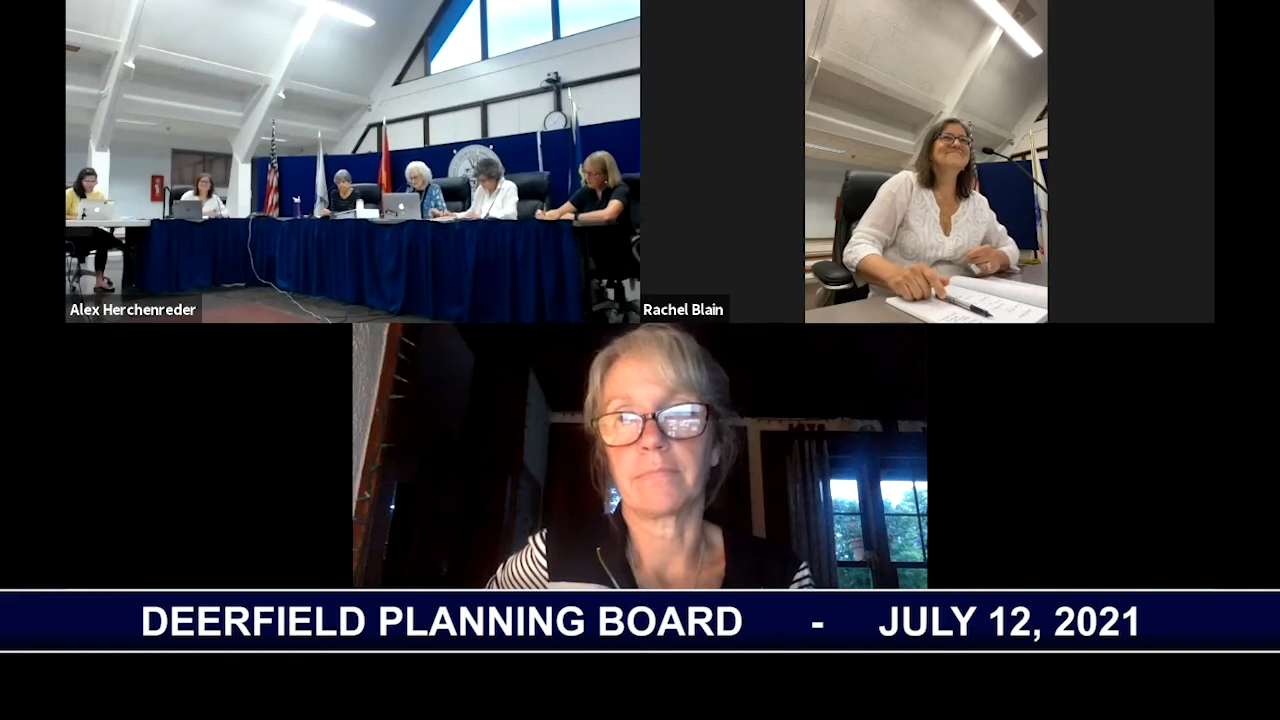 Alex Herchenreder
Rachel Blain
DEERFIELD PLANNING BOARD - JULY 12, 2021